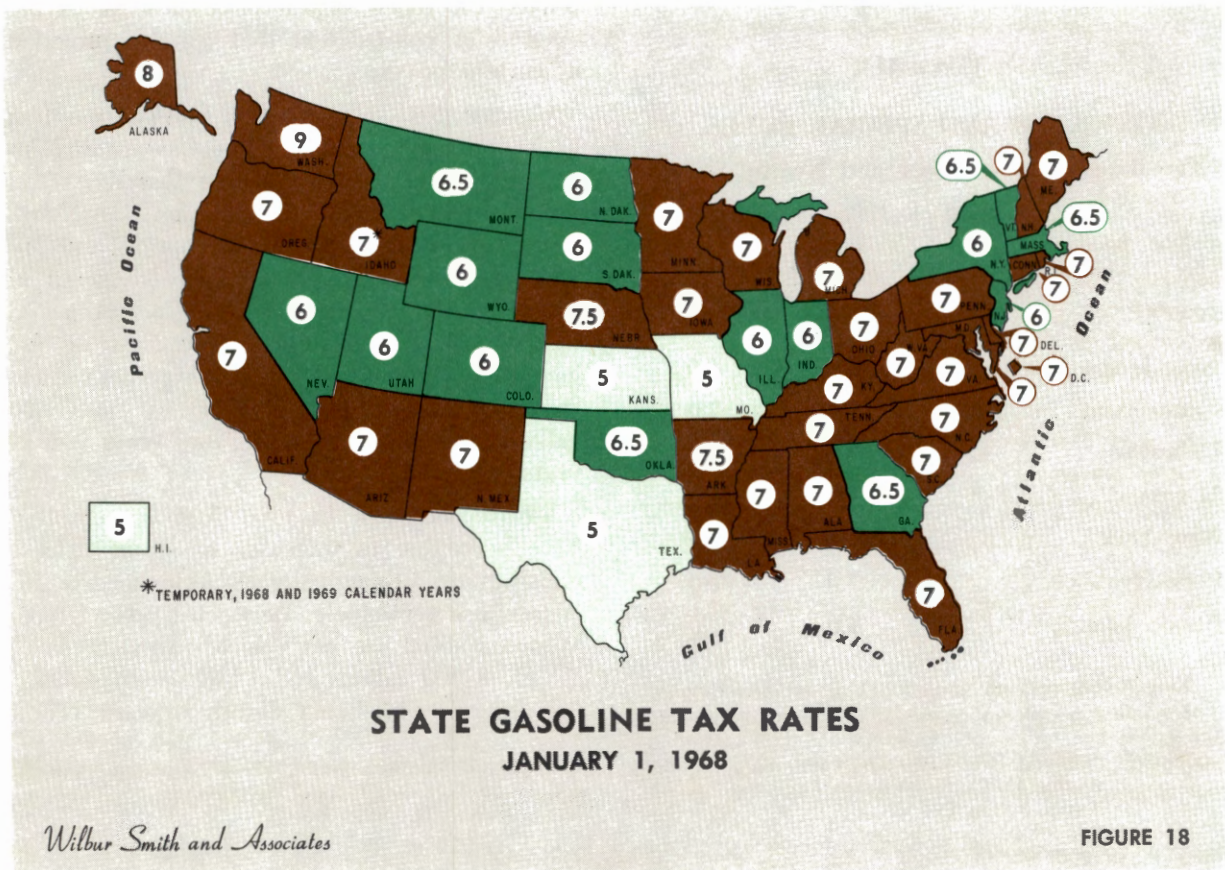 8
ALASKA
9
WASH.
7
ORES.
7*
IDAHO
6.5
MONT.
6
N. DAK.
6
S. DAK.
6
WYO.
7
MINN.
7
WIS.
7
MICH.
6.5
VT.
7
N.H.
7
ME.
6.5
MASS.
6
N.Y.
7
CONN.
R.I.
7
6
N.J.
7
PENN.
7
DEL.
7
D.C.
M.D.
7
7
CALIF.
6
NEV.
6
UTAH
6
COLO.
7.5
NEBR.
7
IOWA
6
ILL.
6
IND.
7
OHIO
7
W. VA.
7
VA.
7
KY.
5
KANS.
5
MO.
7
TENN.
7
N.C.
7
S.C.
7
ARIZ
7
N. MEX.
6.5
OKLA.
7.5
ARK.
5
TEX.
7
LA.
7
MISS.
7
ALA.
6.5
GA.
7
FLA.
5
H.I.
Pacific Ocean
Atlantic Ocean
Gulf of Mexico
*TEMPORARY, 1968 AND 1969 CALENDAR YEARS
STATE GASOLINE TAX RATES
JANUARY 1, 1968
Wilbur Smith and Associates
FIGURE 18